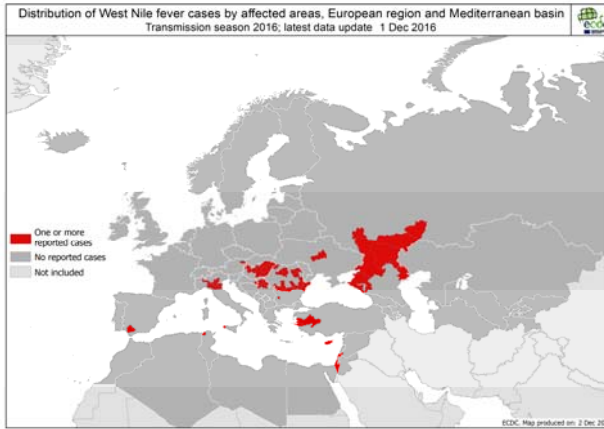 Distribution of West Nile fever cases by affected areas, European region and Mediterranean basin
Transmission season 2016; latest data update 1 Dec 2016
ecdc
One or more
reported cases
No reported cases
Not included
ECDC. Map produced on: 2 Dec